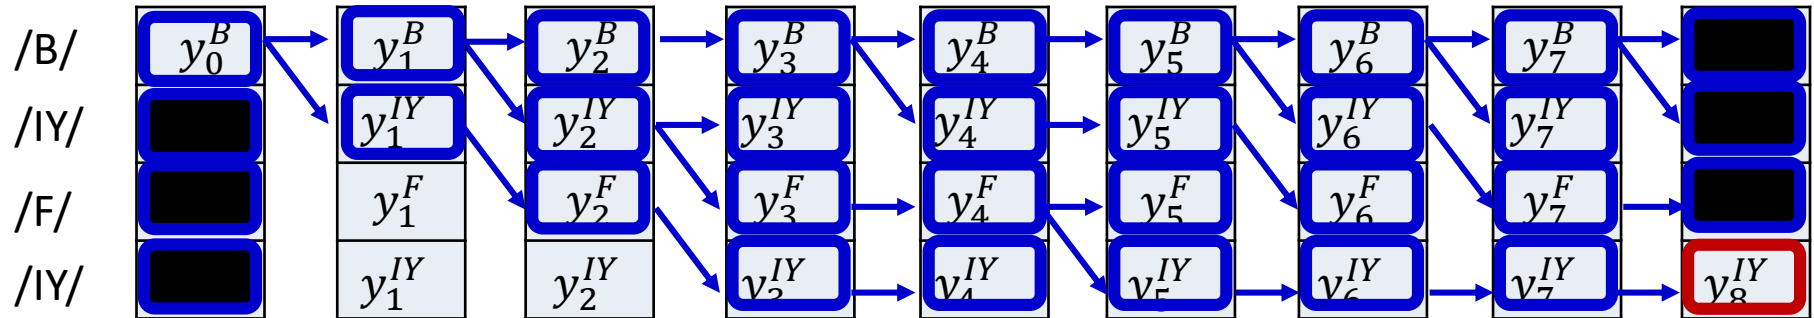 /B/ y_0^B y_1^B y_2^B y_3^B y_4^B y_5^B y_6^B y_7^B
/IY/ y_1^{IY} y_2^{IY} y_3^{IY} y_4^{IY} y_5^{IY} y_6^{IY} y_7^{IY}
/F/ y_1^F y_2^F y_3^F y_4^F y_5^F y_6^F y_7^F
/IY/ y_1^{IY} y_2^{IY} y_3^{IY} y_4^{IY} y_5^{IY} y_6^{IY} y_7^{IY} y_8^{IY}